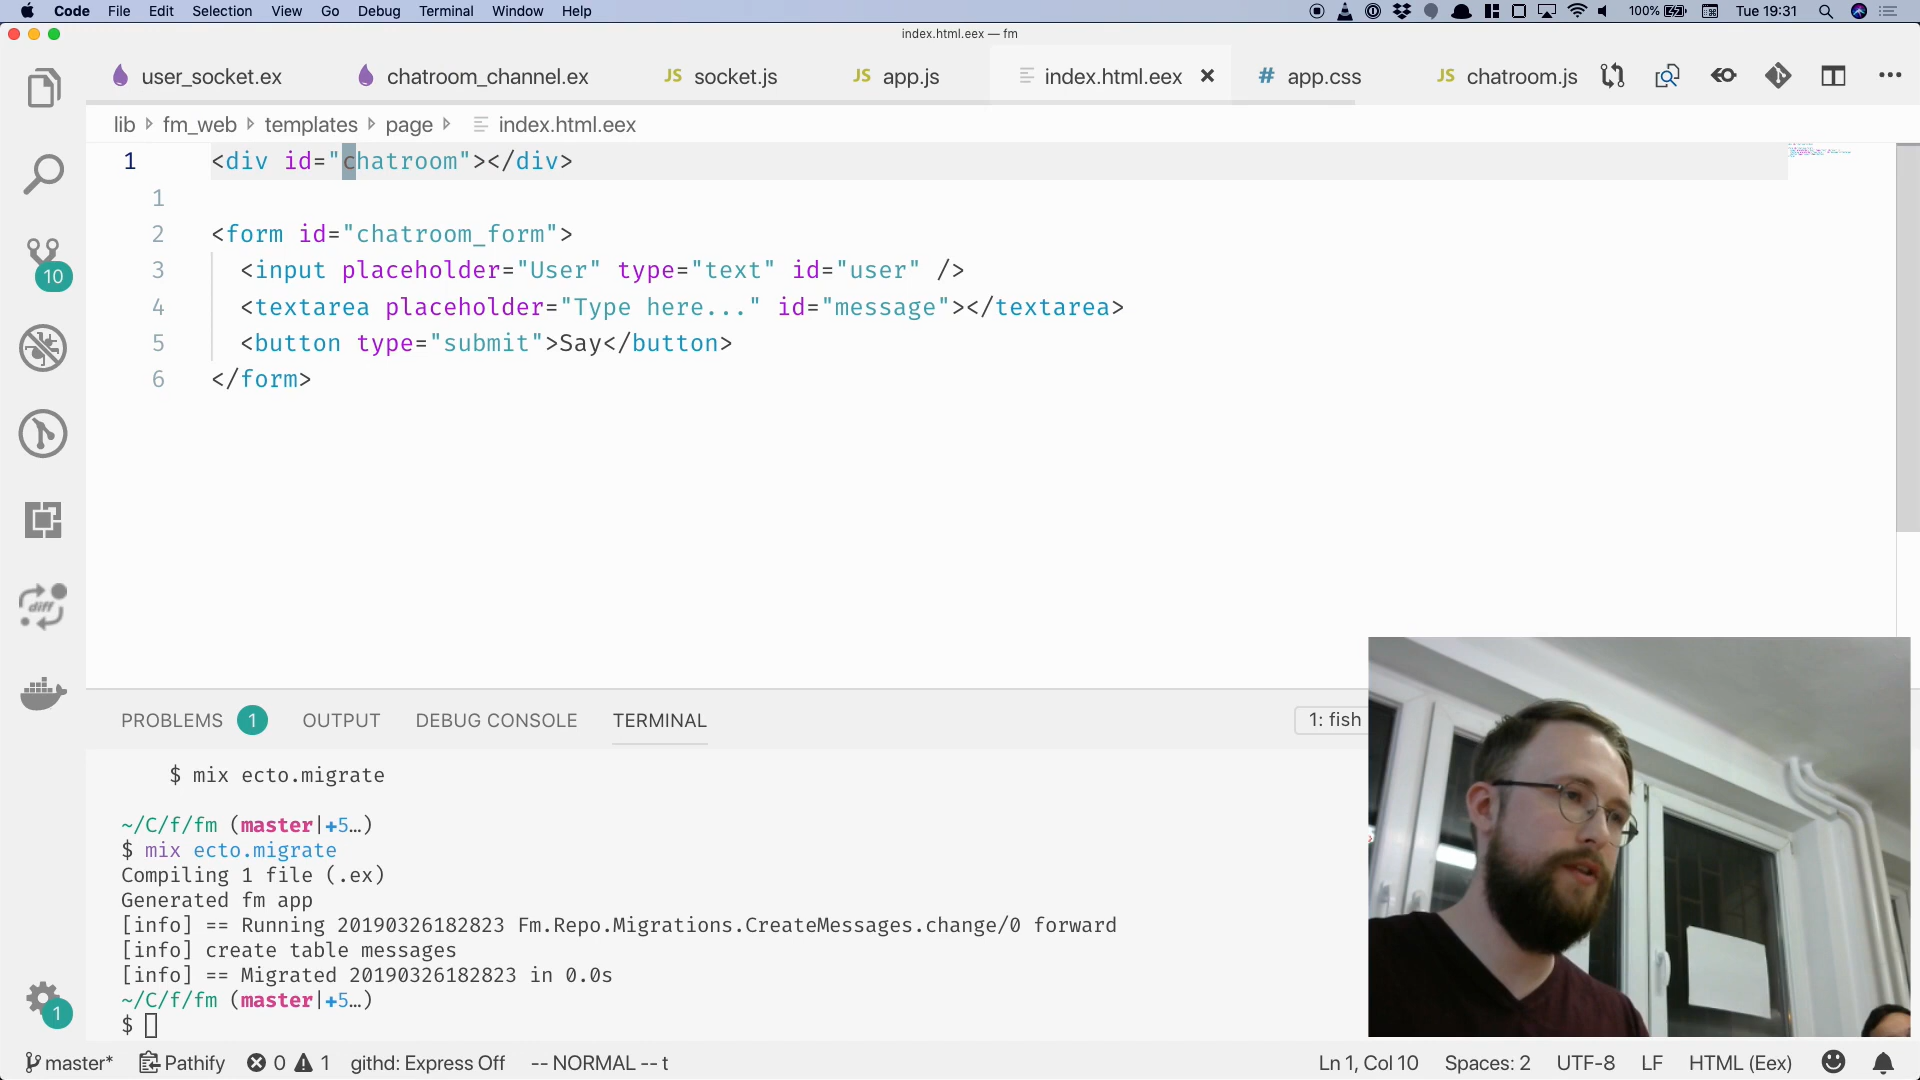 Code File Edit Selection View Go Debug Terminal Window Help 100% Tue 19:31
index.html.eex — fm
user_socket.ex chatroom_channel.ex JS socket.js JS app.js index.html.eex # app.css JS chatroom.js
lib fm_web templates page index.html.eex
1 <div id="chatroom"></div>
1
2 <form id="chatroom_form">
3 <input placeholder="User" type="text" id="user" />
4 <textarea placeholder="Type here..." id="message"></textarea>
5 <button type="submit">Say</button>
6 </form>
10
diff
1
PROBLEMS 1 OUTPUT DEBUG CONSOLE TERMINAL 1: fish
$ mix ecto.migrate
~/C/f/fm (master|+5…)
$ mix ecto.migrate
Compiling 1 file (.ex)
Generated fm app
[info] == Running 20190326182823 Fm.Repo.Migrations.CreateMessages.change/0 forward
[info] create table messages
[info] == Migrated 20190326182823 in 0.0s
~/C/f/fm (master|+5…)
$
master* Pathify 0 1 githd: Express Off -- NORMAL -- t Ln 1, Col 10 Spaces: 2 UTF-8 LF HTML (Eex)